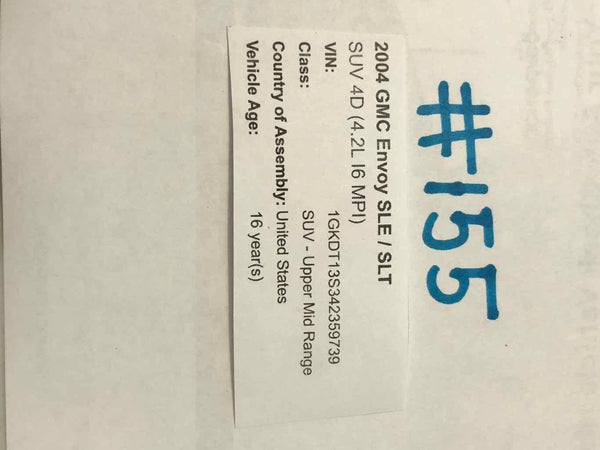 #155
2004 GMC Envoy SLE / SLT
SUV 4D (4.2L I6 MPI)
VIN: 1GKDT13S342359739
Class: SUV - Upper Mid Range
Country of Assembly: United States
Vehicle Age: 16 year(s)